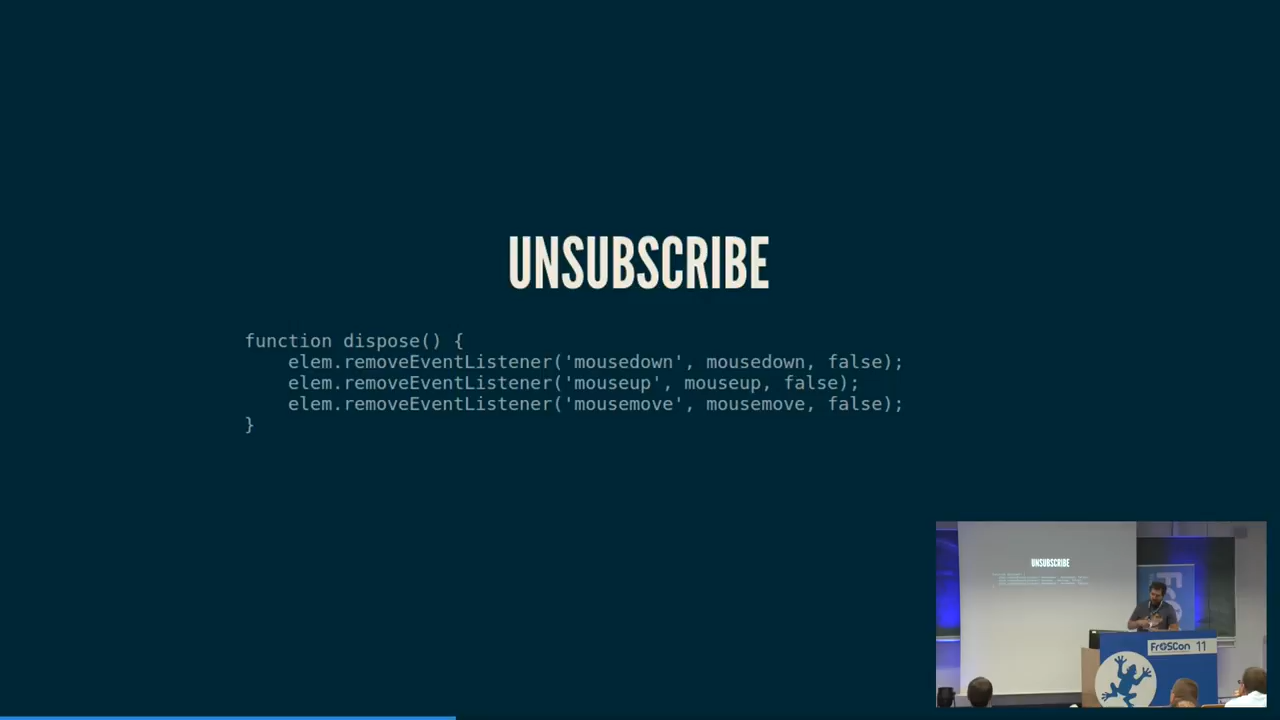 UNSUBSCRIBE
function dispose() {
    elem.removeEventListener('mousedown', mousedown, false);
    elem.removeEventListener('mouseup', mouseup, false);
    elem.removeEventListener('mousemove', mousemove, false);
}
UNSUBSCRIBE
FrOSCon 11